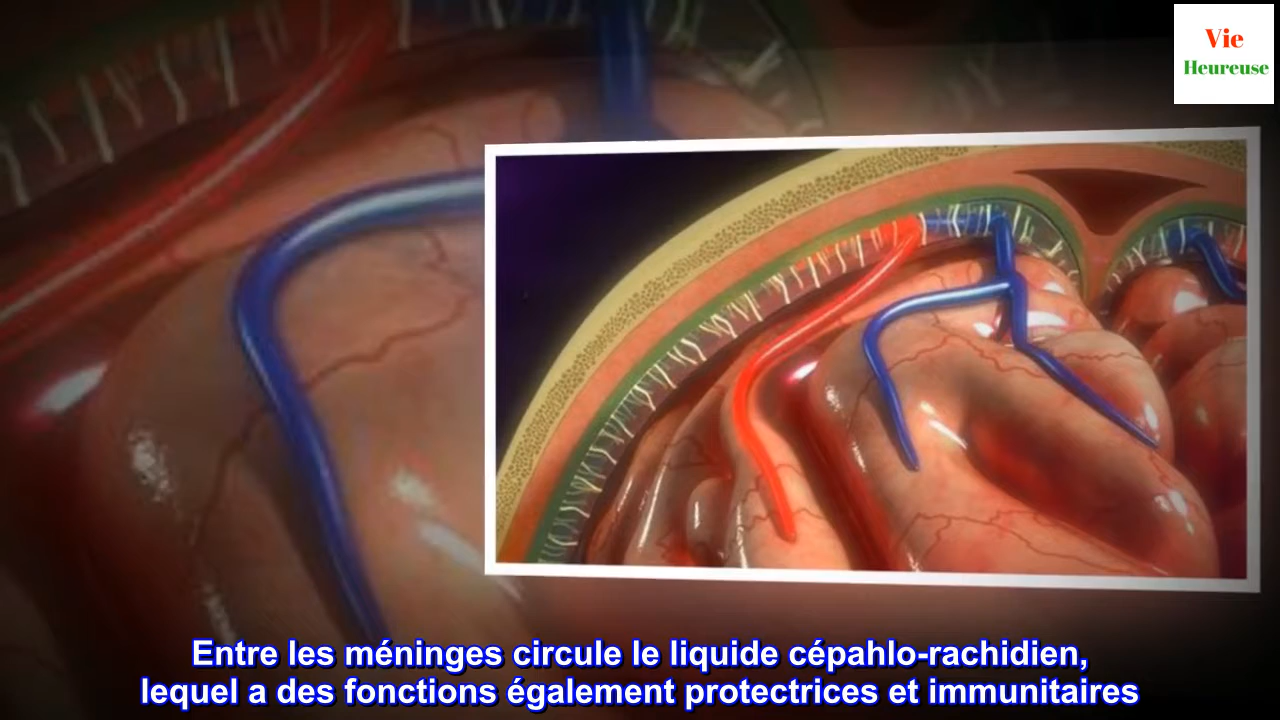 Vie
Heureuse
Entre les méninges circule le liquide cépahlo-rachidien,
lequel a des fonctions également protectrices et immunitaires